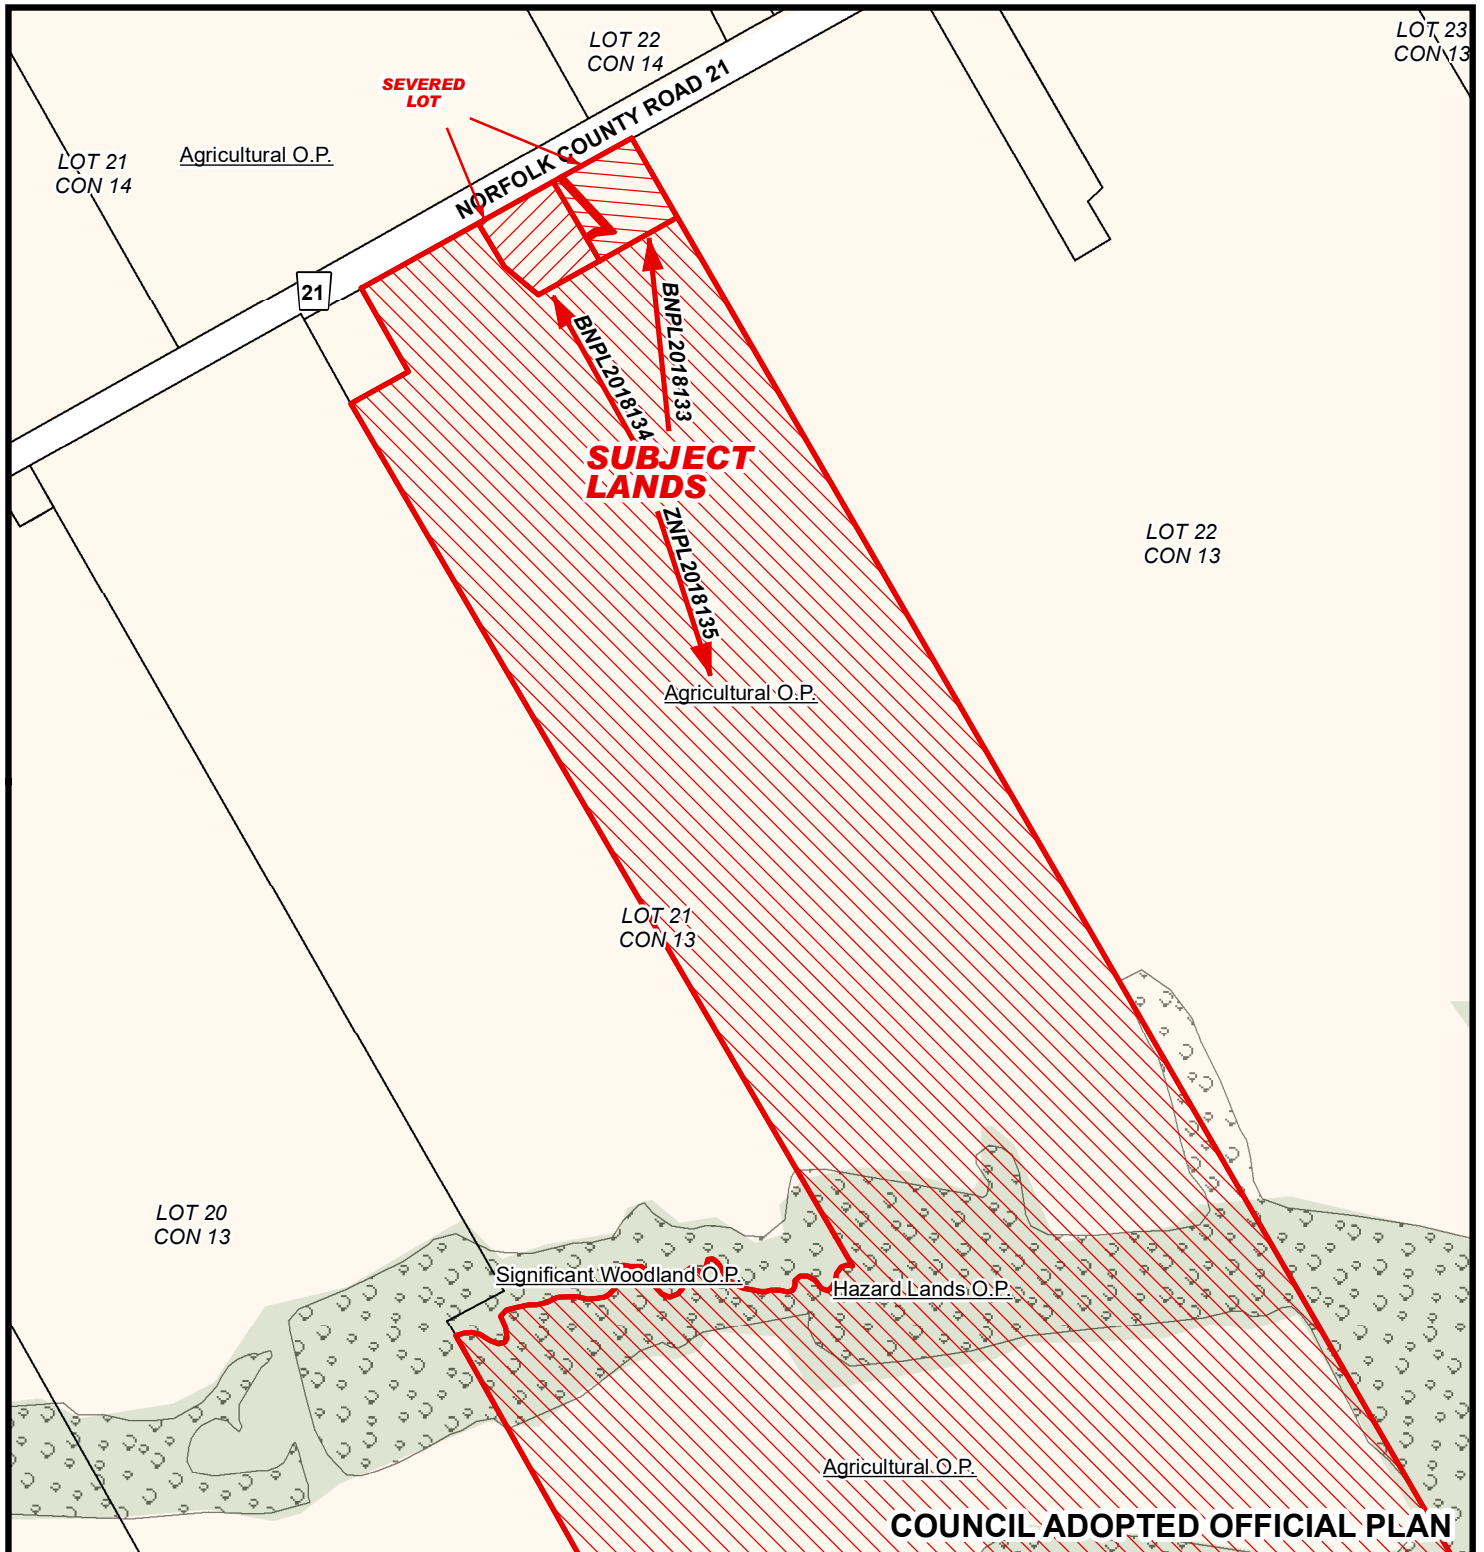 LOT 22
CON 14
LOT 23
CON 13
SEVERED
LOT
NORFOLK COUNTY ROAD 21
LOT 21
CON 14
Agricultural O.P.
21
BNPL2018133
BNPL2018134
SUBJECT
LANDS
ZNPL2018135
LOT 22
CON 13
Agricultural O.P.
LOT 21
CON 13
LOT 20
CON 13
Significant Woodland O.P.
Hazard Lands O.P.
Agricultural O.P.
COUNCIL ADOPTED OFFICIAL PLAN